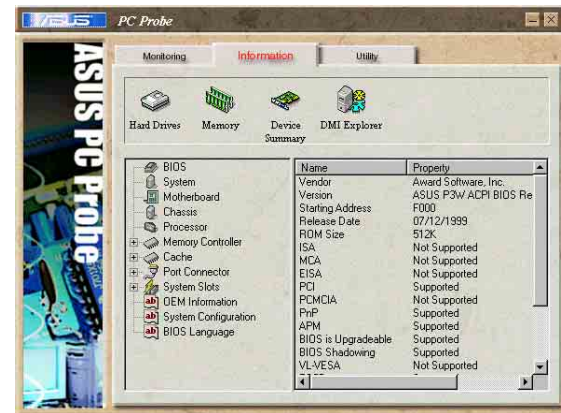 ASUS PC Probe
ASUS PC Probe
Monitoring Information Utility
Hard Drives Memory Device Summary DMI Explorer
BIOS
System
Motherboard
Chassis
Processor
Memory Controller
Cache
Port Connector
System Slots
OEM Information
System Configuration
BIOS Language
Name Property
Vendor Award Software, Inc.
Version ASUS P3W ACPI BIOS Re
Starting Address F000
Release Date 07/12/1999
ROM Size 512K
ISA Not Supported
MCA Not Supported
EISA Not Supported
PCI Supported
PCMCIA Not Supported
PnP Supported
APM Supported
BIOS is Upgradeable Supported
BIOS Shadowing Supported
VL-VESA Not Supported